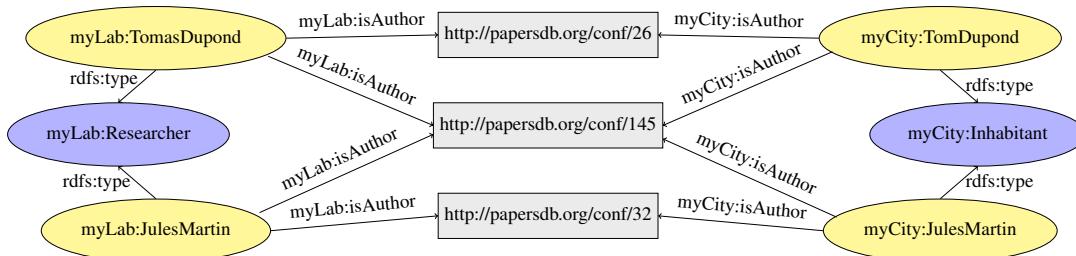 myLab:TomasDupond
myLab:isAuthor
http://papersdb.org/conf/26
myCity:isAuthor
myCity:TomDupond
rdfs:type
myLab:isAuthor
myCity:isAuthor
rdfs:type
myLab:Researcher
http://papersdb.org/conf/145
myCity:Inhabitant
rdfs:type
myLab:isAuthor
myCity:isAuthor
rdfs:type
myLab:JulesMartin
myLab:isAuthor
http://papersdb.org/conf/32
myCity:isAuthor
myCity:JulesMartin